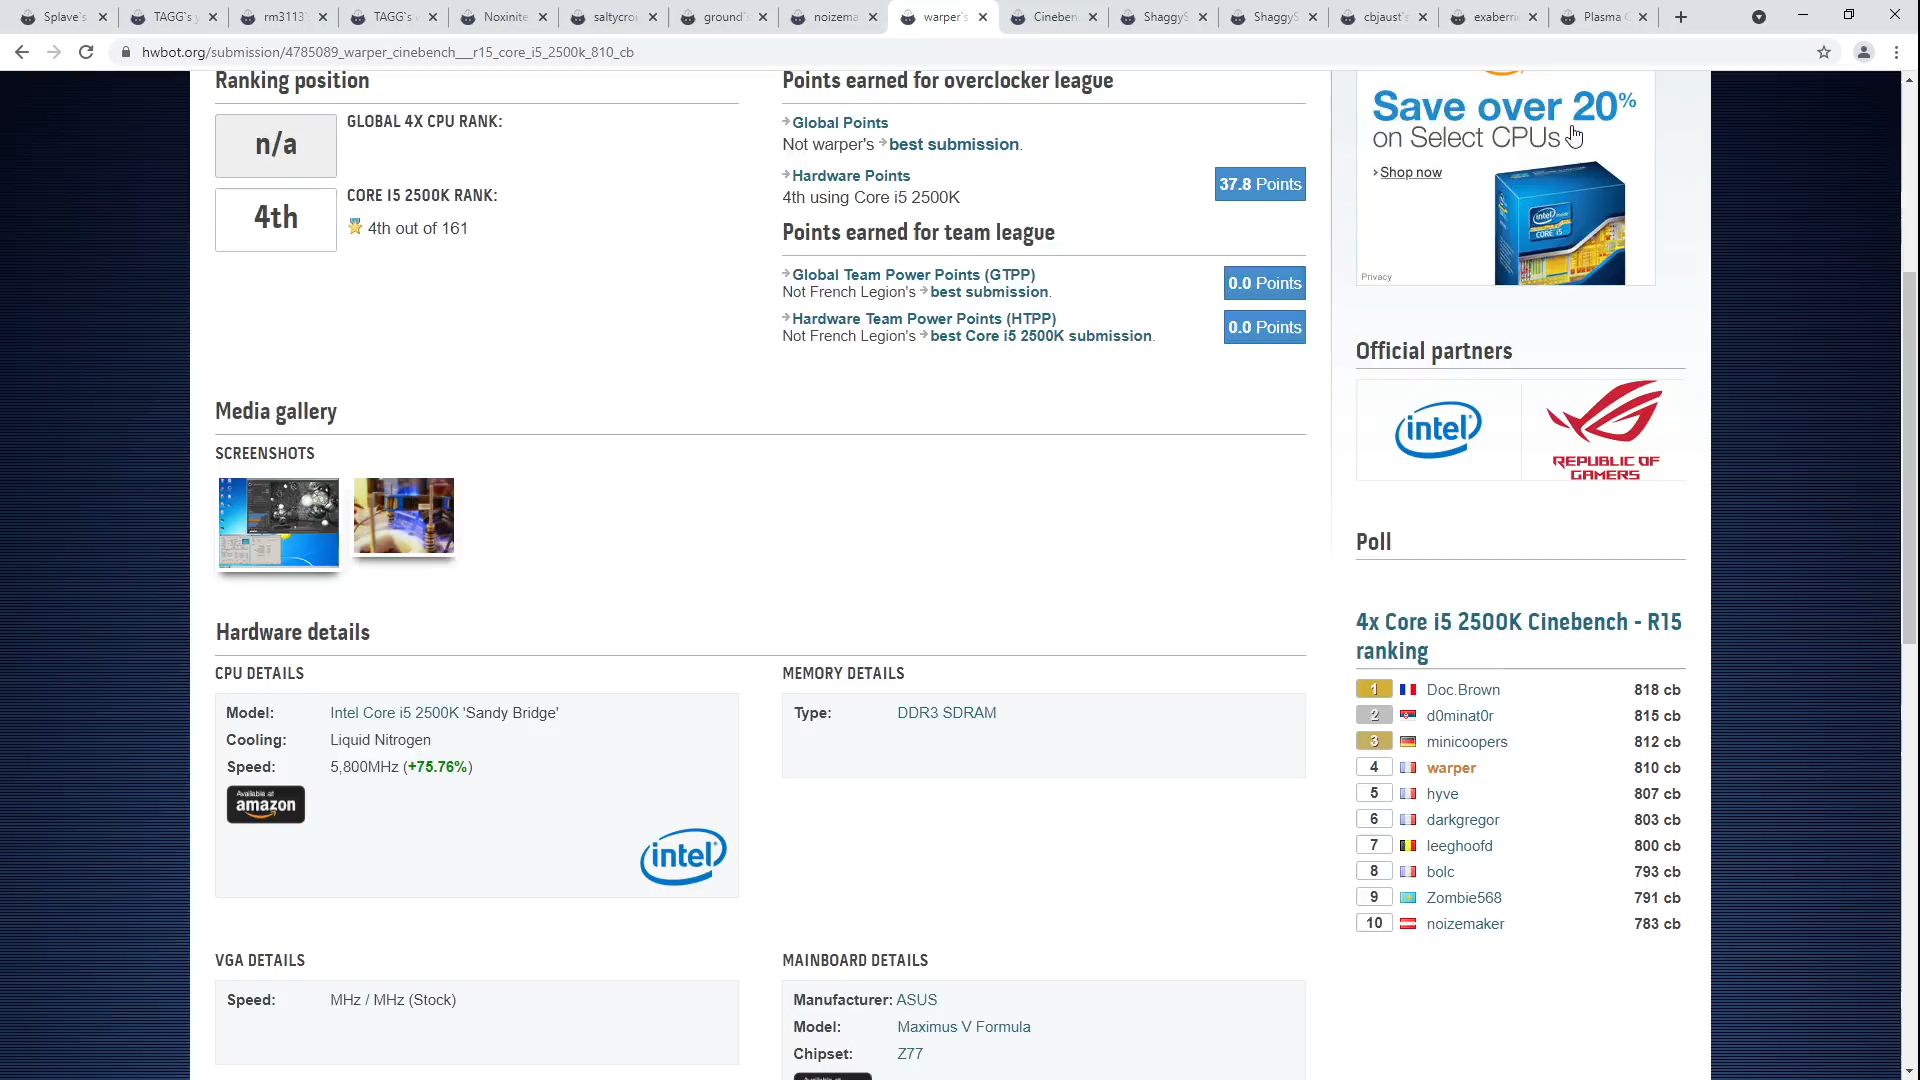 Splave`s
TAGG`s
rm3113`
TAGG`s
Noxinite
saltycro
ground`
noizema
warper`s
Cineben
ShaggyS
ShaggyS
cbjaust`s
exaberri
Plasma
hwbot.org/submission/4785089_warper_cinebench___r15_core_i5_2500k_810_cb
Ranking position
n/a
GLOBAL 4X CPU RANK:
4th
CORE I5 2500K RANK:
4th out of 161
Points earned for overclocker league
Global Points
Not warper's best submission.
Hardware Points
4th using Core i5 2500K
37.8 Points
Points earned for team league
Global Team Power Points (GTPP)
Not French Legion's best submission.
0.0 Points
Hardware Team Power Points (HTPP)
Not French Legion's best Core i5 2500K submission.
0.0 Points
Media gallery
SCREENSHOTS
Hardware details
CPU DETAILS
Model: Intel Core i5 2500K 'Sandy Bridge'
Cooling: Liquid Nitrogen
Speed: 5,800MHz (+75.76%)
Available at
amazon
intel
MEMORY DETAILS
Type: DDR3 SDRAM
VGA DETAILS
Speed: MHz / MHz (Stock)
MAINBOARD DETAILS
Manufacturer: ASUS
Model: Maximus V Formula
Chipset: Z77
Available at
Save over 20%
on Select CPUs
Shop now
intel
CORE i5
Privacy
Official partners
intel
REPUBLIC OF
GAMERS
Poll
4x Core i5 2500K Cinebench - R15
ranking
1 Doc.Brown 818 cb
2 d0minat0r 815 cb
3 minicoopers 812 cb
4 warper 810 cb
5 hyve 807 cb
6 darkgregor 803 cb
7 leeghoofd 800 cb
8 bolc 793 cb
9 Zombie568 791 cb
10 noizemaker 783 cb